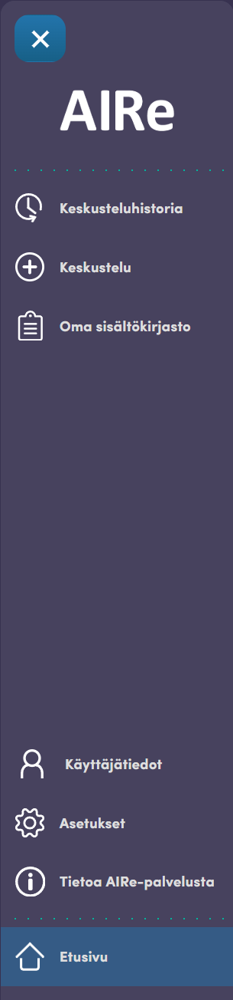 AIRe
Keskusteluhistoria
Keskustelu
Oma sisältökirjasto
Käyttäjätiedot
Asetukset
Tietoa AIRe-palvelusta
Etusivu